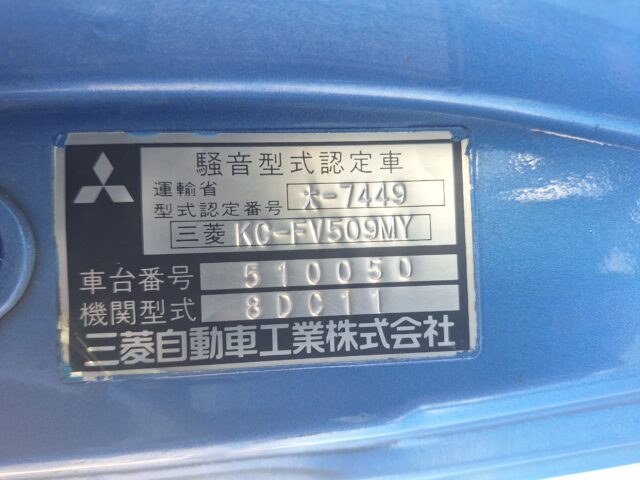 騒音型式認定車
運輸省
型式認定番号 大-7449
三菱 KC-FV509MY
車台番号 510050
機関型式 8DC11
三菱自動車工業株式会社